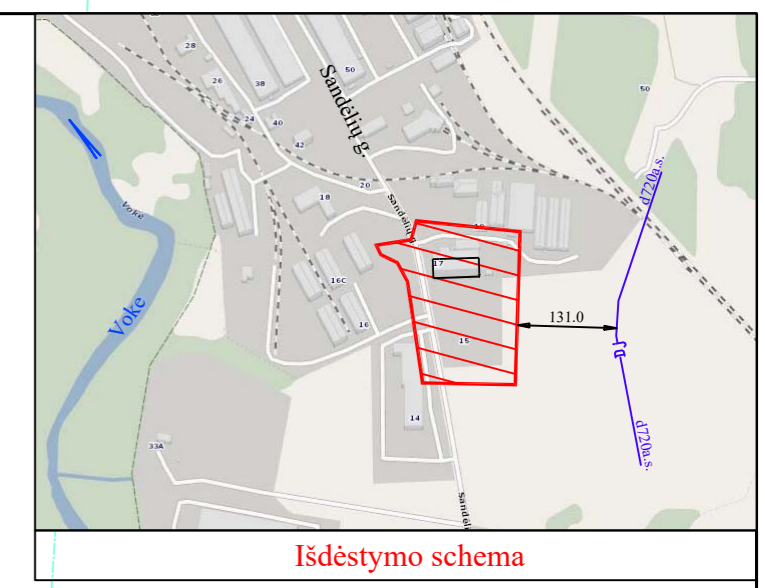 28
26
38
50
24
40
42
Sandėlių g.
50
20
18
Sandėlių g.
Voke
d720a.s.
17
16C
16
131.0
Voke
15
Dj
14
d720a.s.
33A
Išdėstymo schema